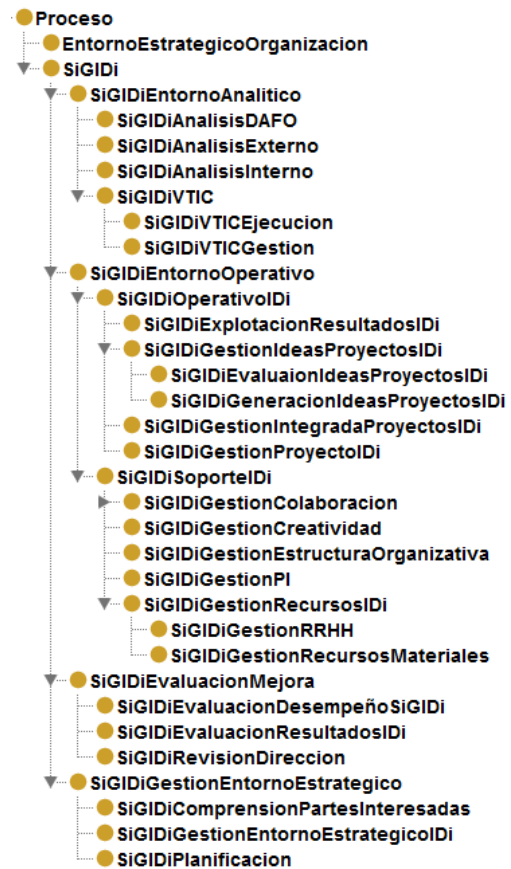 Proceso
EntornoEstrategicoOrganizacion
SiGIDi
SiGIDiEntornoAnalitico
SiGIDiAnalisisDAFO
SiGIDiAnalisisExterno
SiGIDiAnalisisInterno
SiGIDiVTIC
SiGIDiVTICEjecucion
SiGIDiVTICGestion
SiGIDiEntornoOperativo
SiGIDiOperativoIDi
SiGIDiExplotacionResultadosIDi
SiGIDiGestionIdeasProyectosIDi
SiGIDiEvaluaionIdeasProyectosIDi
SiGIDiGeneracionIdeasProyectosIDi
SiGIDiGestionIntegradaProyectosIDi
SiGIDiGestionProyectoIDi
SiGIDiSoporteIDi
SiGIDiGestionColaboracion
SiGIDiGestionCreatividad
SiGIDiGestionEstructuraOrganizativa
SiGIDiGestionPI
SiGIDiGestionRecursosIDi
SiGIDiGestionRRHH
SiGIDiGestionRecursosMateriales
SiGIDiEvaluacionMejora
SiGIDiEvaluacionDesempeñoSiGIDi
SiGIDiEvaluacionResultadosIDi
SiGIDiRevisionDireccion
SiGIDiGestionEntornoEstrategico
SiGIDiComprensionPartesInteresadas
SiGIDiGestionEntornoEstrategicoIDi
SiGIDiPlanificacion